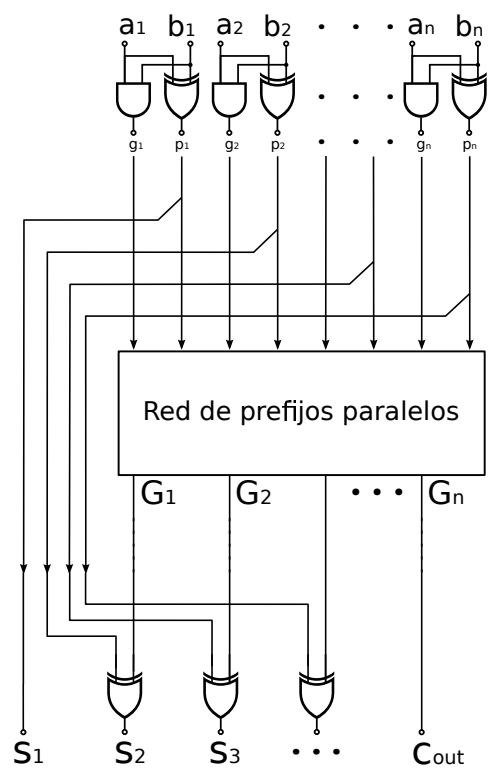 a1 b1 a2 b2 . . . an bn
g1 p1 g2 p2 . . . gn pn
Red de prefijos paralelos
G1 G2 ... Gn
S1 S2 S3 ... Cout